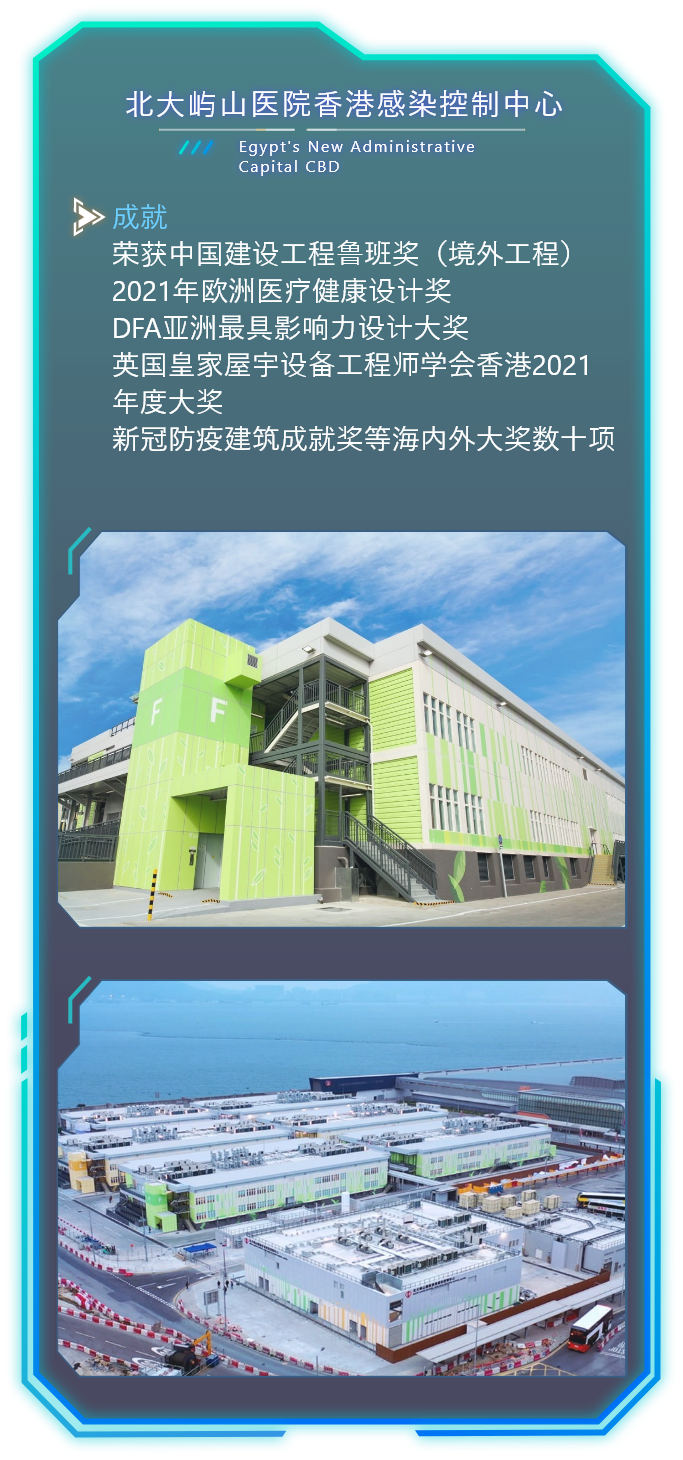 北大屿山医院香港感染控制中心
Egypt's New Administrative
Capital CBD
成就
荣获中国建设工程鲁班奖（境外工程）
2021年欧洲医疗健康设计奖
DFA亚洲最具影响力设计大奖
英国皇家屋宇设备工程师学会香港2021
年度大奖
新冠防疫建筑成就奖等海内外大奖数十项
F F